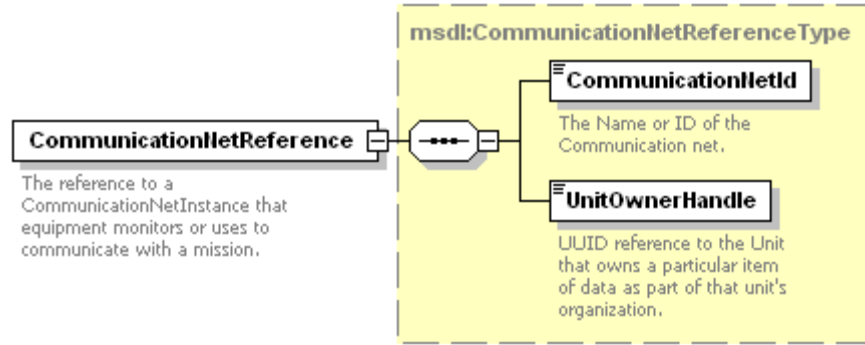 msdl:CommunicationNetReferenceType
CommunicationNetId
The Name or ID of the
Communication net.
CommunicationNetReference
The reference to a
CommunicationNetInstance that
equipment monitors or uses to
communicate with a mission.
UnitOwnerHandle
UUID reference to the Unit
that owns a particular item
of data as part of that unit's
organization.